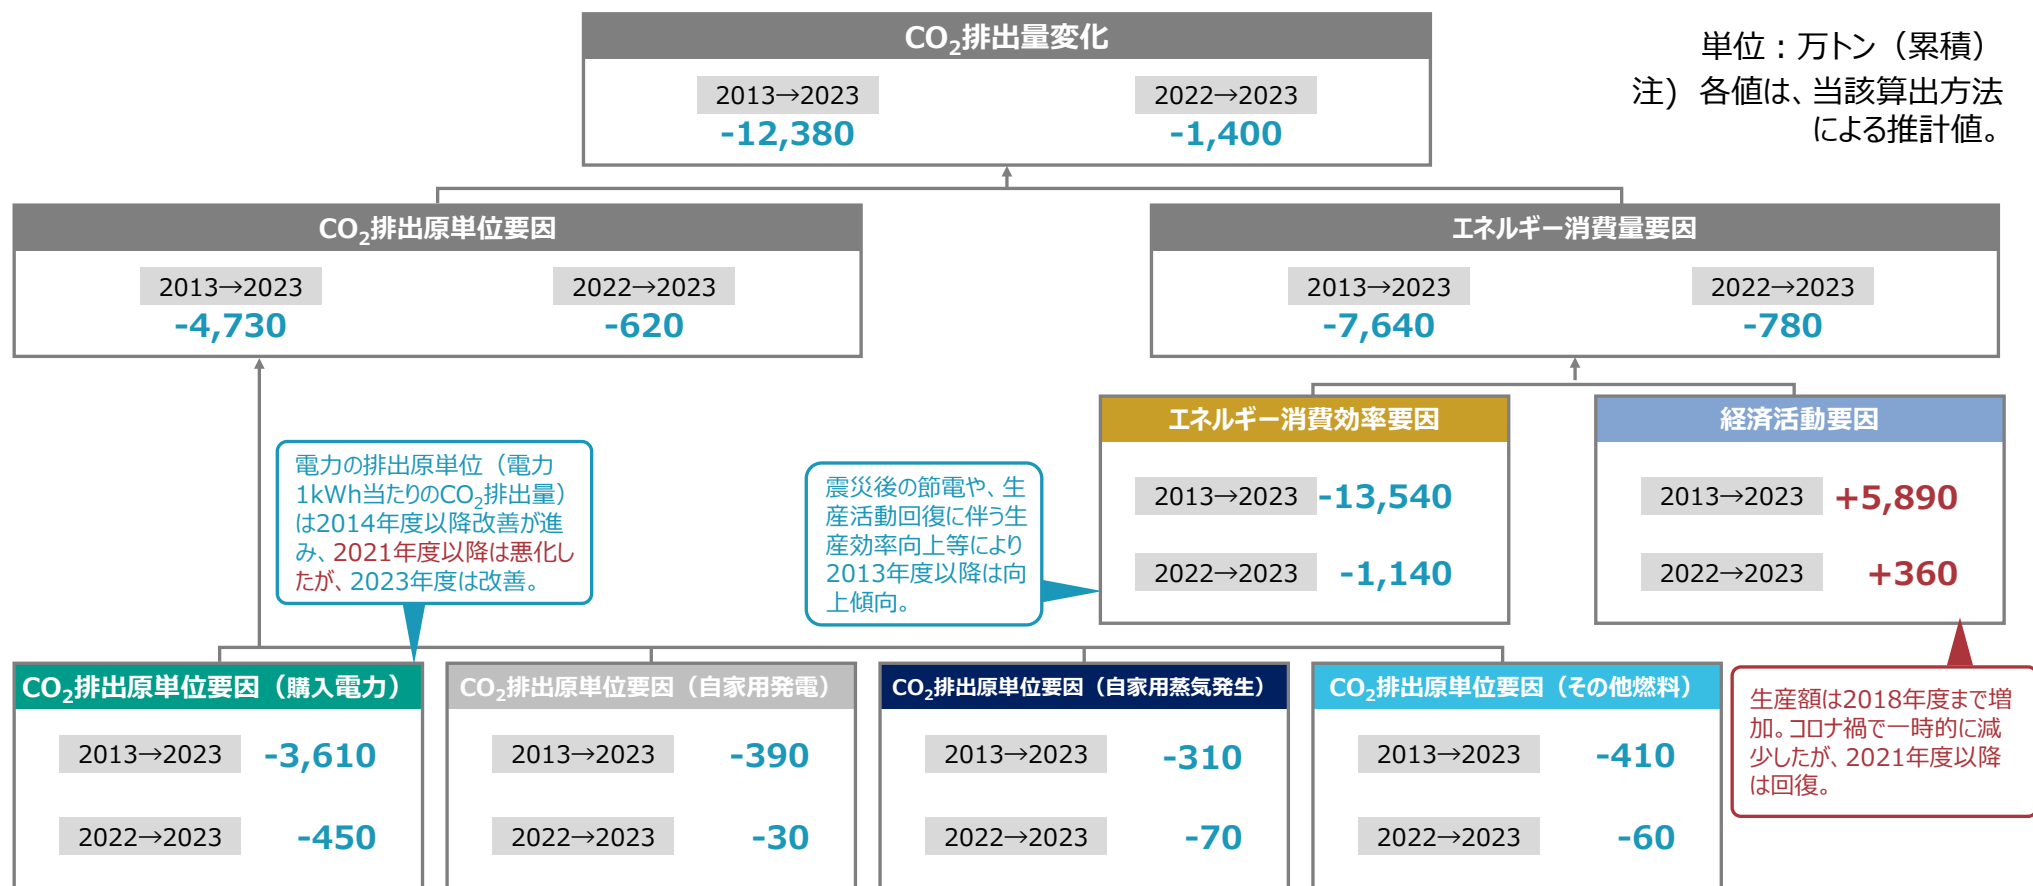 CO₂排出量変化
2013→2023
2022→2023
-12,380
-1,400
単位：万トン（累積）
注） 各値は、当該算出方法
による推計値。
CO₂排出原単位要因
2013→2023
2022→2023
-4,730
-620
エネルギー消費量要因
2013→2023
2022→2023
-7,640
-780
エネルギー消費効率要因
2013→2023 -13,540
2022→2023 -1,140
経済活動要因
2013→2023 +5,890
2022→2023 +360
電力の排出原単位（電力
1kWh当たりのCO₂排出量）
は2014年度以降改善が進
み、2021年度以降は悪化し
たが、2023年度は改善。
震災後の節電や、生
産活動回復に伴う生
産効率向上等により
2013年度以降は向
上傾向。
CO₂排出原単位要因（購入電力）
2013→2023 -3,610
2022→2023 -450
CO₂排出原単位要因（自家用発電）
2013→2023 -390
2022→2023 -30
CO₂排出原単位要因（自家用蒸気発生）
2013→2023 -310
2022→2023 -70
CO₂排出原単位要因（その他燃料）
2013→2023 -410
2022→2023 -60
生産額は2018年度まで増
加。コロナ禍で一時的に減
少したが、2021年度以降
は回復。